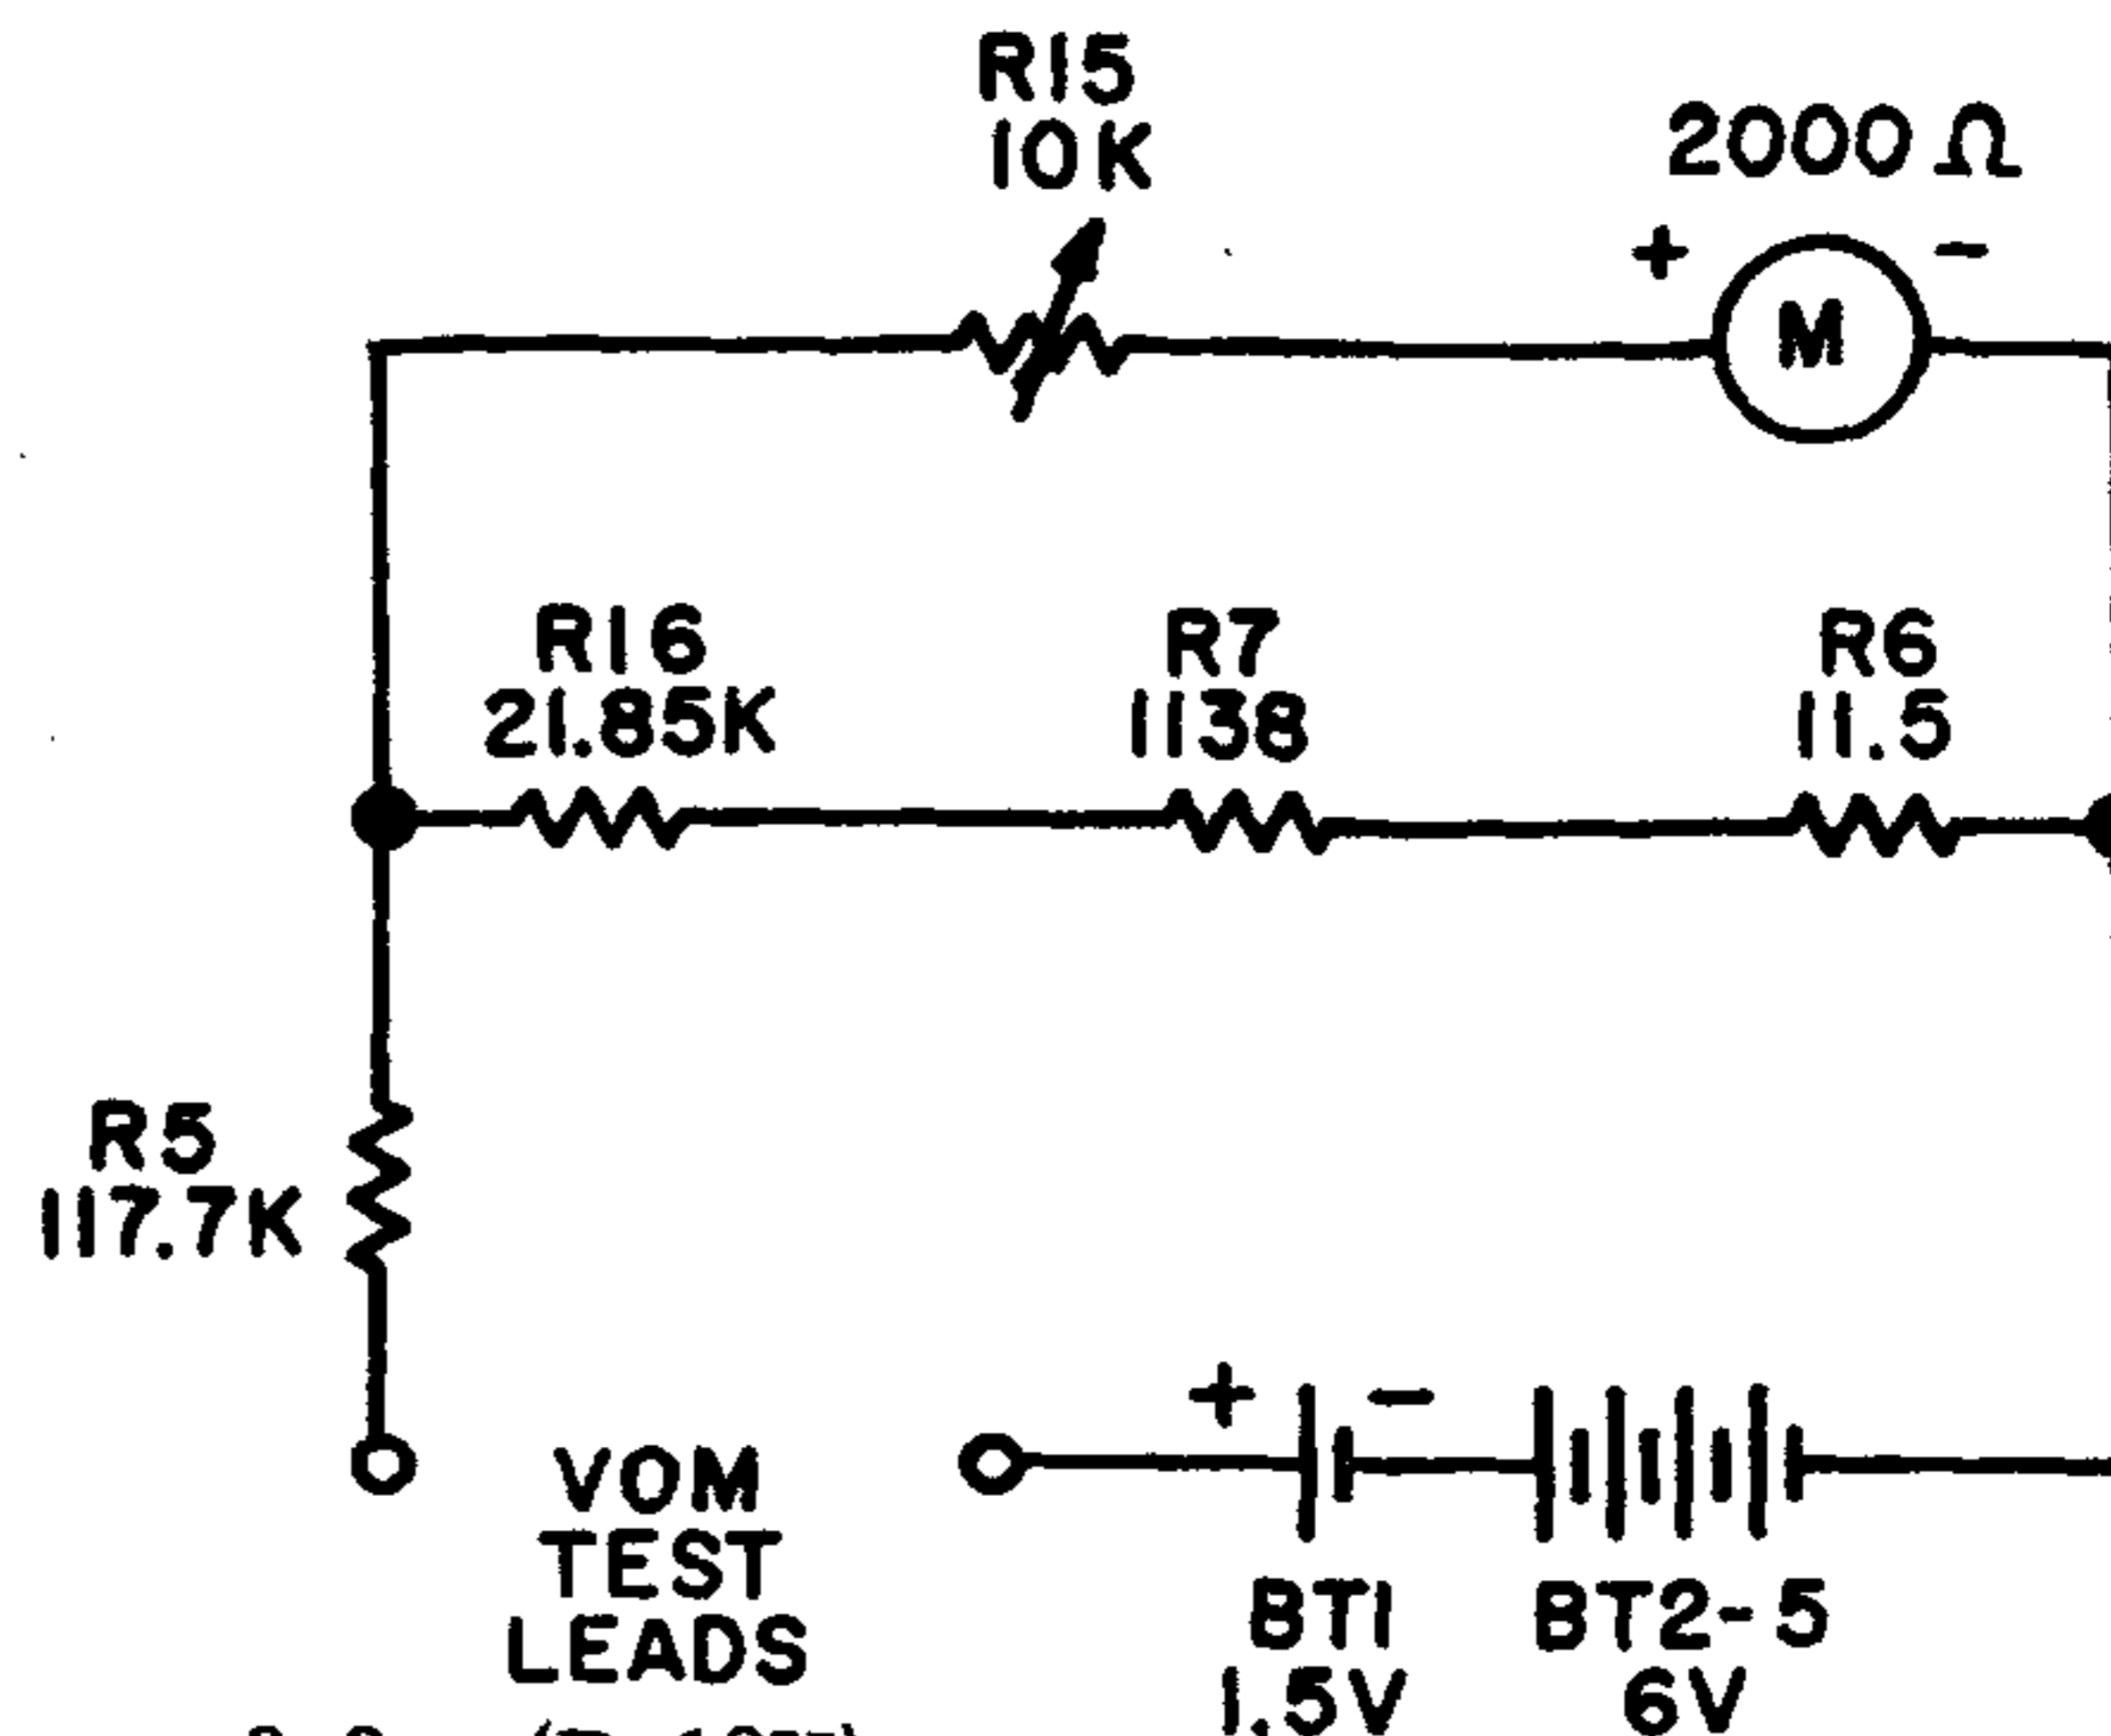 R15
10K
2000 Ω
+ -
M
R16
21.85K
R7
1138
R6
11.5
R5
117.7K
VOM
TEST
LEADS
+ -
BT1
1.5V
BT2-5
6V